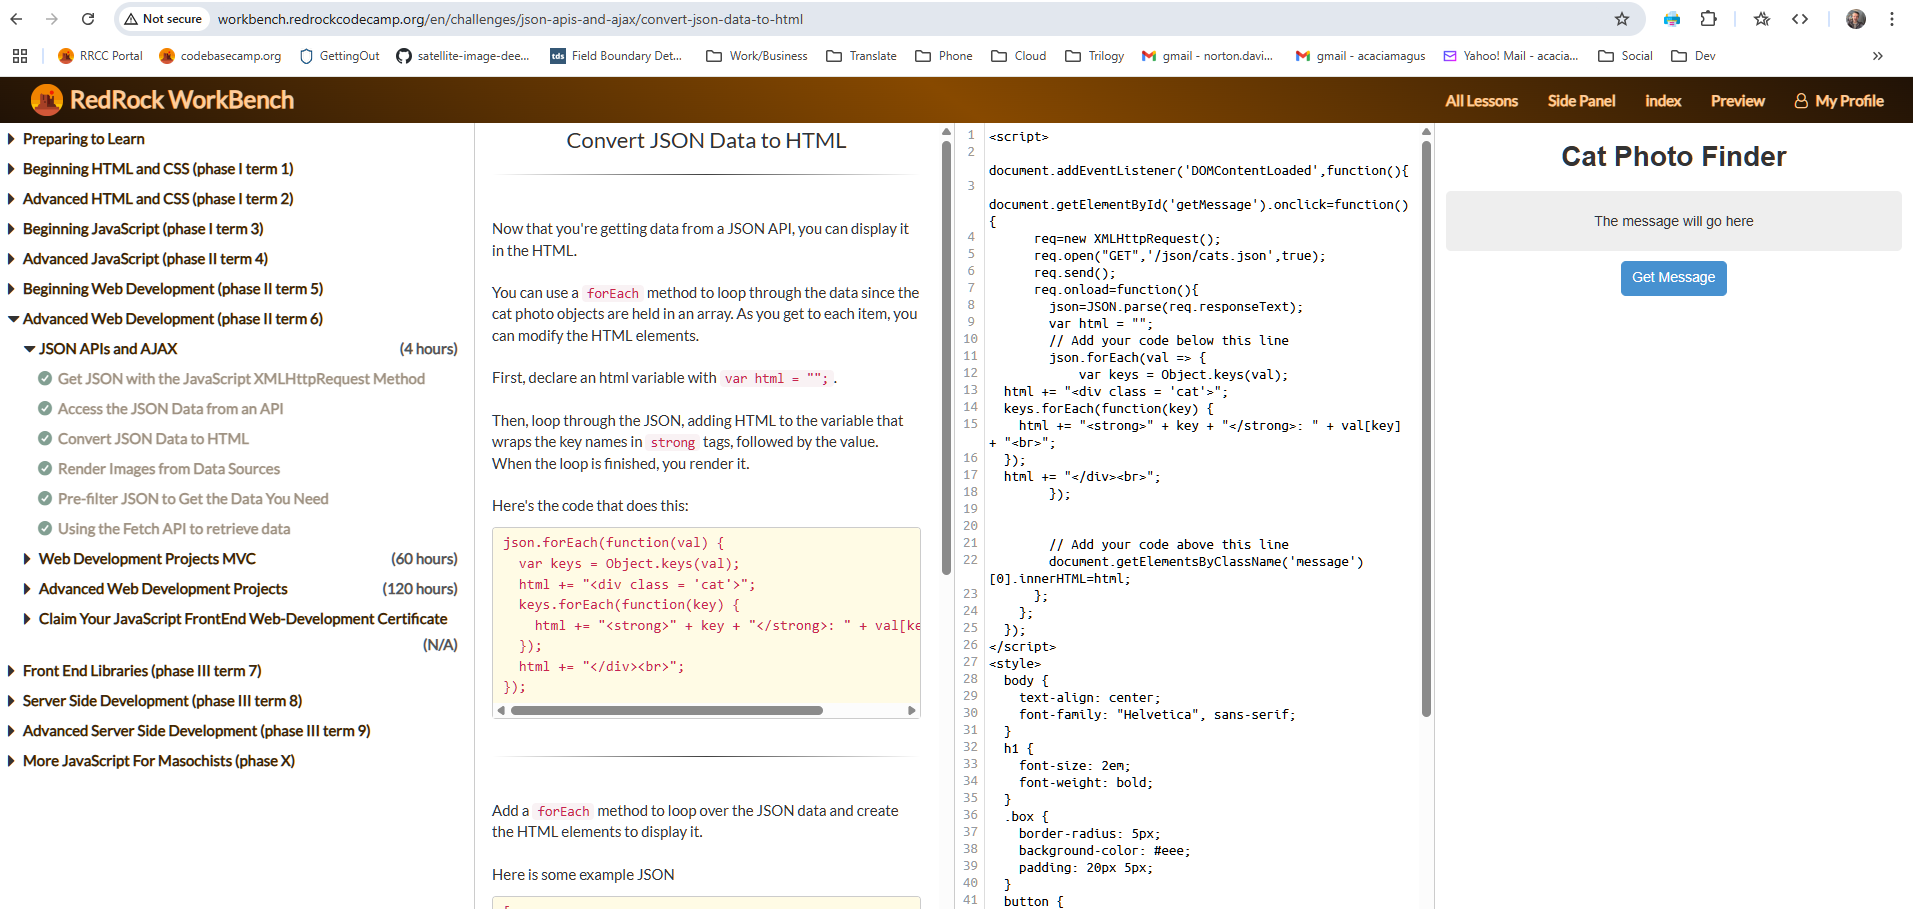 Not secure
workbench.redrockcodecamp.org/en/challenges/json-apis-and-ajax/convert-json-data-to-html
RRCC Portal
codebasecamp.org
GettingOut
satellite-image-dee...
tds
Field Boundary Det...
Work/Business
Translate
Phone
Cloud
Trilogy
gmail - norton.davi...
gmail - acaciamagus
Yahoo! Mail - acacia...
Social
Dev
RedRock WorkBench
All Lessons
Side Panel
index
Preview
My Profile
Preparing to Learn
Beginning HTML and CSS (phase I term 1)
Advanced HTML and CSS (phase I term 2)
Beginning JavaScript (phase I term 3)
Advanced JavaScript (phase II term 4)
Beginning Web Development (phase II term 5)
Advanced Web Development (phase II term 6)
JSON APIs and AJAX (4 hours)
Get JSON with the JavaScript XMLHttpRequest Method
Access the JSON Data from an API
Convert JSON Data to HTML
Render Images from Data Sources
Pre-filter JSON to Get the Data You Need
Using the Fetch API to retrieve data
Web Development Projects MVC (60 hours)
Advanced Web Development Projects (120 hours)
Claim Your JavaScript FrontEnd Web-Development Certificate
(N/A)
Front End Libraries (phase III term 7)
Server Side Development (phase III term 8)
Advanced Server Side Development (phase III term 9)
More JavaScript For Masochists (phase X)
Convert JSON Data to HTML
Now that you're getting data from a JSON API, you can display it
in the HTML.
You can use a forEach method to loop through the data since the
cat photo objects are held in an array. As you get to each item, you
can modify the HTML elements.
First, declare an html variable with var html = ""; .
Then, loop through the JSON, adding HTML to the variable that
wraps the key names in strong tags, followed by the value.
When the loop is finished, you render it.
Here's the code that does this:
json.forEach(function(val) {
var keys = Object.keys(val);
html += "<div class = 'cat'>";
keys.forEach(function(key) {
html += "<strong>" + key + "</strong>: " + val[ke
});
html += "</div><br>";
});
Add a forEach method to loop over the JSON data and create
the HTML elements to display it.
Here is some example JSON
[
1 <script>
2
document.addEventListener('DOMContentLoaded',function(){
3
document.getElementById('getMessage').onclick=function()
{
4 req=new XMLHttpRequest();
5 req.open("GET",'/json/cats.json',true);
6 req.send();
7 req.onload=function(){
8 json=JSON.parse(req.responseText);
9 var html = "";
10 // Add your code below this line
11 json.forEach(val => {
12 var keys = Object.keys(val);
13 html += "<div class = 'cat'>";
14 keys.forEach(function(key) {
15 html += "<strong>" + key + "</strong>: " + val[key]
+ "<br>";
16 });
17 html += "</div><br>";
18 });
19
20
21 // Add your code above this line
22 document.getElementsByClassName('message')
[0].innerHTML=html;
23 };
24 };
25 });
26 </script>
27 <style>
28 body {
29 text-align: center;
30 font-family: "Helvetica", sans-serif;
31 }
32 h1 {
33 font-size: 2em;
34 font-weight: bold;
35 }
36 .box {
37 border-radius: 5px;
38 background-color: #eee;
39 padding: 20px 5px;
40 }
41 button {
Cat Photo Finder
The message will go here
Get Message